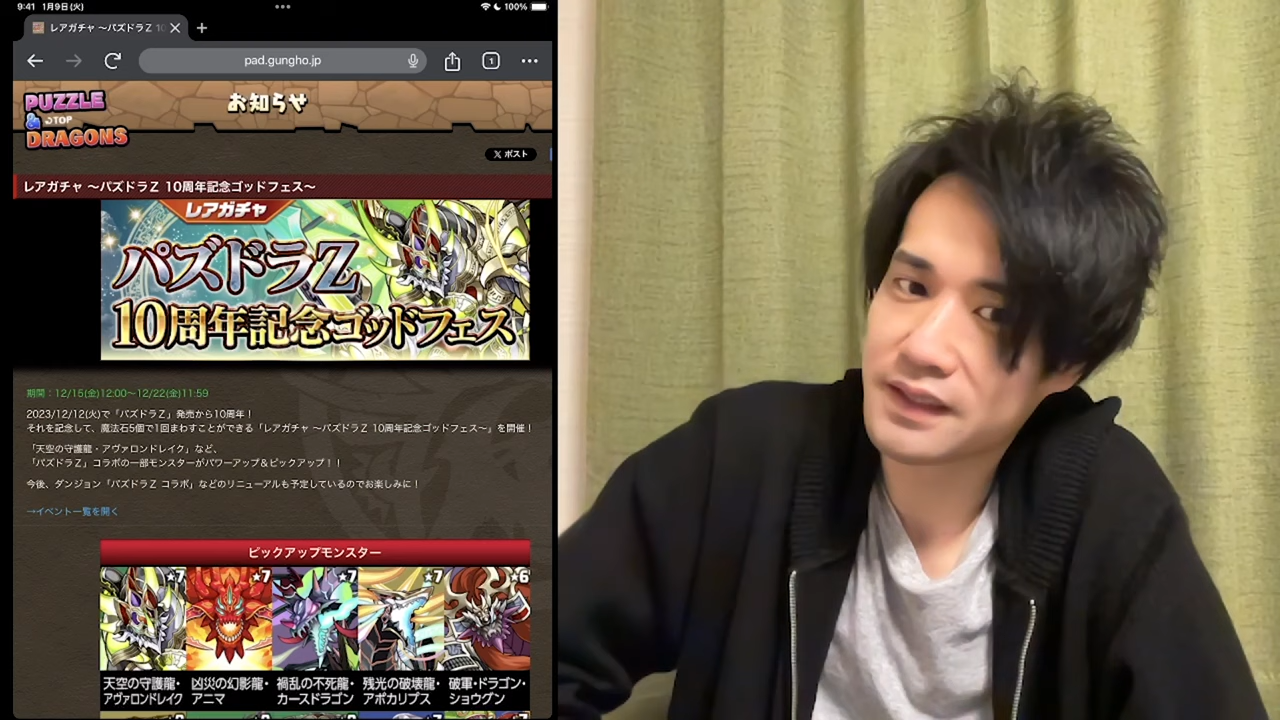 9:41 1月9日(火)
100%
レアガチャ ～パズドラZ 10
pad.gungho.jp
1
PUZZLE
& TOP
DRAGONS
お知らせ
X ポスト
レアガチャ ～パズドラZ 10周年記念ゴッドフェス～
レアガチャ
パズドラZ
10周年記念ゴッドフェス
期間：12/15(金)12:00～12/22(金)11:59
2023/12/12(火)で「パズドラZ」発売から10周年！
それを記念して、魔法石5個で1回まわすことができる「レアガチャ ～パズドラZ 10周年記念ゴッドフェス～」を開催！
「天空の守護龍・アヴァロンドレイク」など、
「パズドラZ」コラボの一部モンスターがパワーアップ＆ピックアップ！！
今後、ダンジョン「パズドラZ コラボ」などのリニューアルも予定しているのでお楽しみに！
→イベント一覧を開く
ピックアップモンスター
★7 ★7 ★7 ★7 ★6
天空の守護龍・アヴァロンドレイク
凶災の幻影龍・アニマ
禍乱の不死龍・カースドラゴン
残光の破壊龍・アポカリプス
破軍・ドラゴン・ショウグン